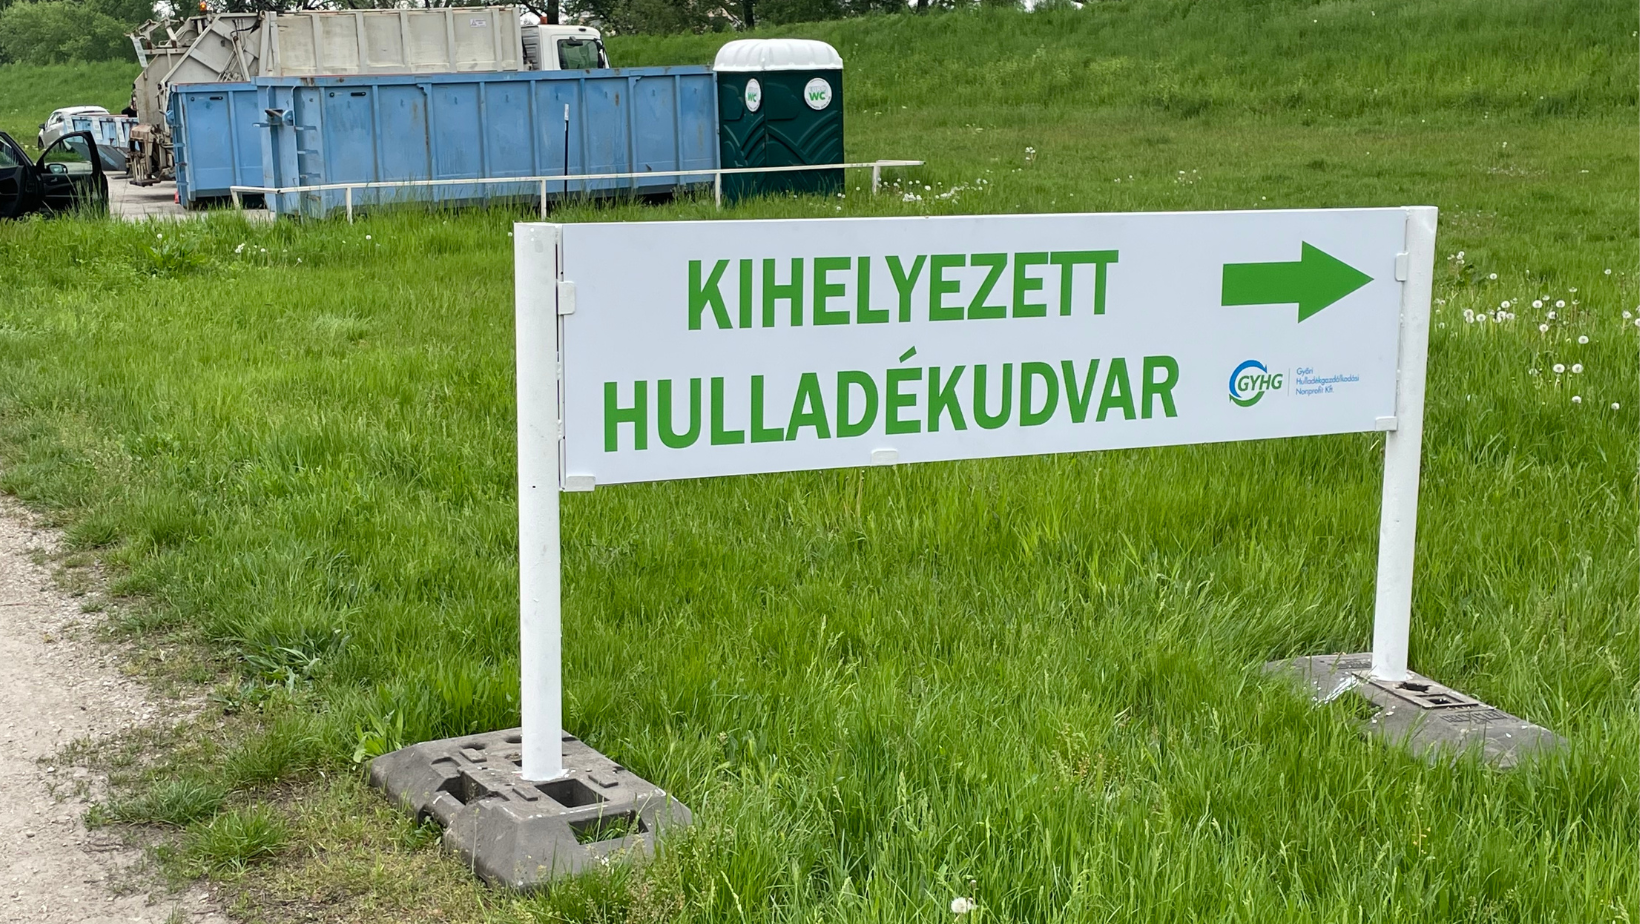 KIHELYEZETT
HULLADÉKUDVAR
GYHG
Győri
Hulladékgazdálkodási
Nonprofit Kft.
WC
WC